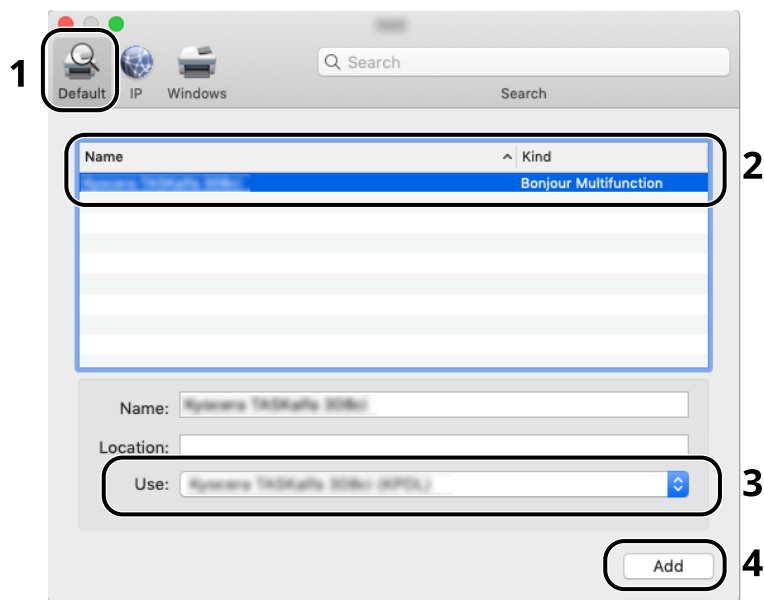 1
Default IP Windows
Search
Search
2
Name Kind
Bonjour Multifunction
Name:
Location:
3
Use:
4
Add